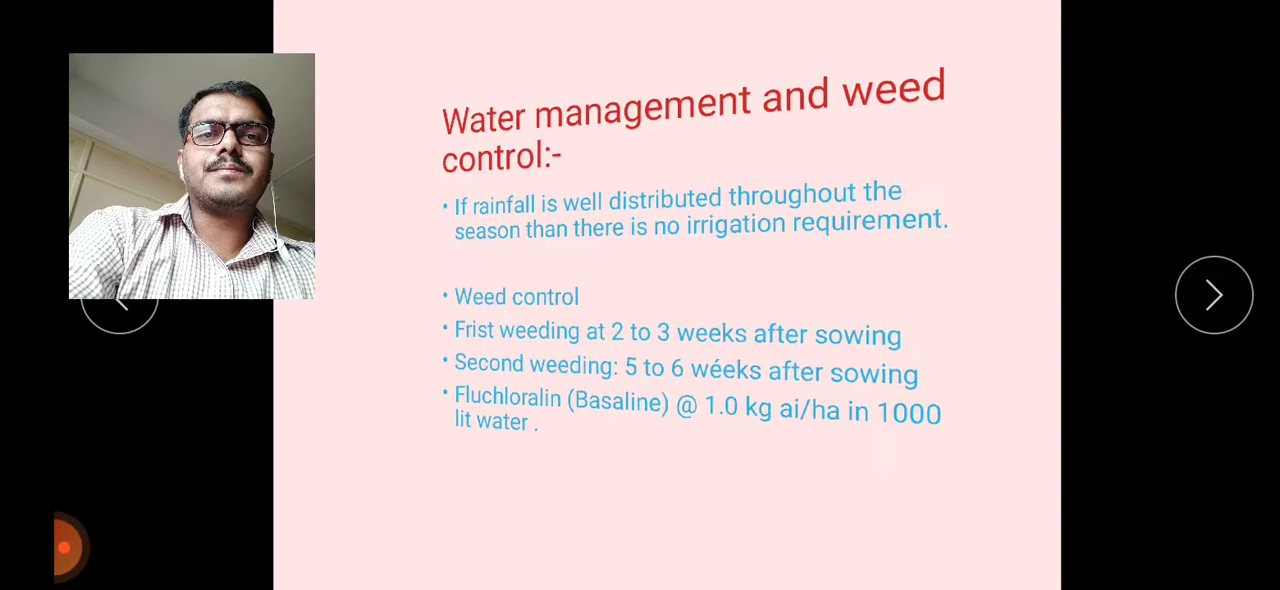 Water management and weed
control:-
• If rainfall is well distributed throughout the
season than there is no irrigation requirement.
• Weed control
• Frist weeding at 2 to 3 weeks after sowing
• Second weeding: 5 to 6 wéeks after sowing
• Fluchloralin (Basaline) @ 1.0 kg ai/ha in 1000
lit water .